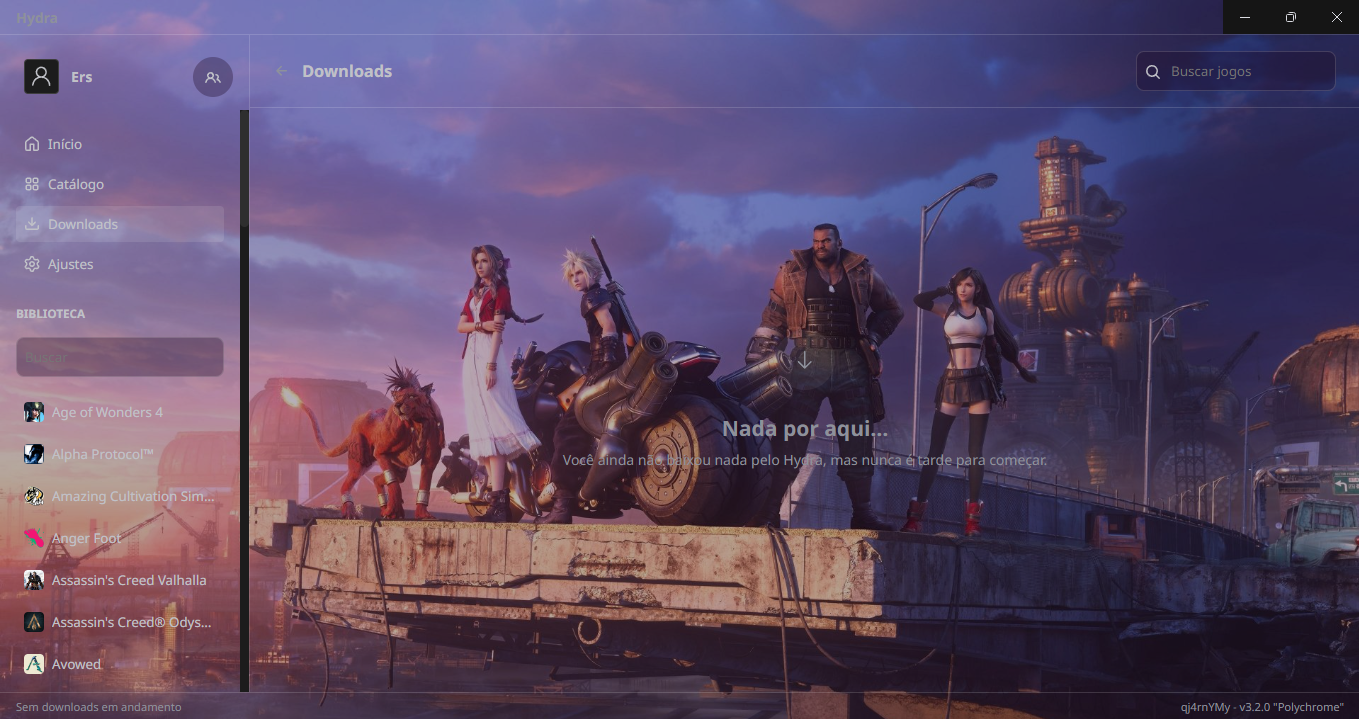 Hydra
Ers
Downloads
Buscar jogos
Início
Catálogo
Downloads
Ajustes
BIBLIOTECA
Buscar
Age of Wonders 4
Alpha Protocol™
Amazing Cultivation Sim...
Anger Foot
Assassin's Creed Valhalla
Assassin's Creed® Odys...
Avowed
Nada por aqui...
Você ainda não baixou nada pelo Hydra, mas nunca é tarde para começar.
Sem downloads em andamento
qj4rnYMy - v3.2.0 "Polychrome"